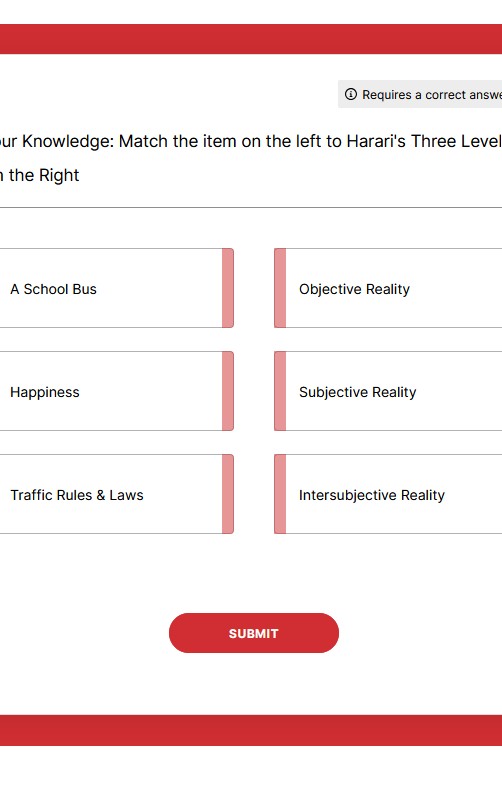 Requires a correct answe
ur Knowledge: Match the item on the left to Harari's Three Level
the Right
A School Bus
Objective Reality
Happiness
Subjective Reality
Traffic Rules & Laws
Intersubjective Reality
SUBMIT